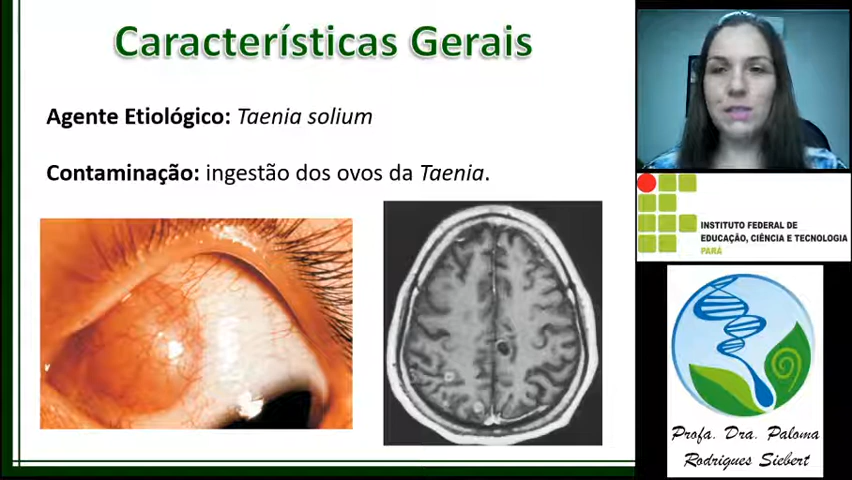 Características Gerais
Agente Etiológico: Taenia solium
Contaminação: ingestão dos ovos da Taenia.
INSTITUTO FEDERAL DE
EDUCAÇÃO, CIÊNCIA E TECNOLOGIA
PARÁ
Profa. Dra. Paloma
Rodrigues Siebert